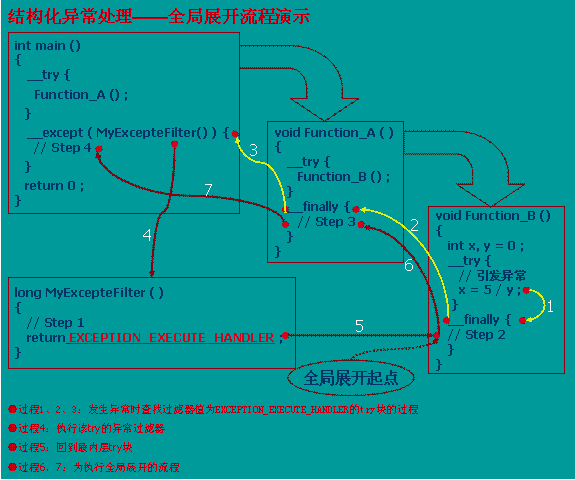 结构化异常处理——全局展开流程演示
int main ()
{
__try {
Function_A () ;
}
__except ( MyExcepteFilter() ) {
// Step 4
}
return 0 ;
}
void Function_A ( )
{
__try {
Function_B () ;
}
__finally {
// Step 3
}
}
void Function_B ()
{
int x, y = 0 ;
__try {
// 引发异常
x = 5 / y ;
}
__finally {
// Step 2
}
}
long MyExcepteFilter ( )
{
// Step 1
return EXCEPTION_EXECUTE_HANDLER ;
}
1
2
3
4
5
6
7
全局展开起点
过程1、2、3：发生异常时查找过滤器值为EXCEPTION_EXECUTE_HANDLER的try块的过程
过程4：执行该try的异常过滤器
过程5：回到最内层try块
过程6、7：为执行全局展开的流程